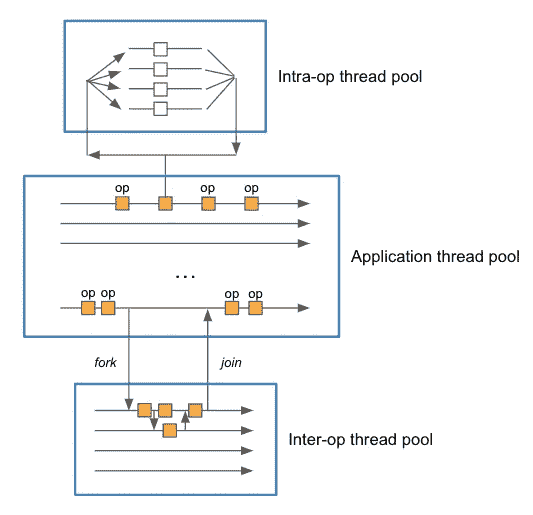 Intra-op thread pool
op op op
Application thread pool
...
op op op op
fork join
Inter-op thread pool